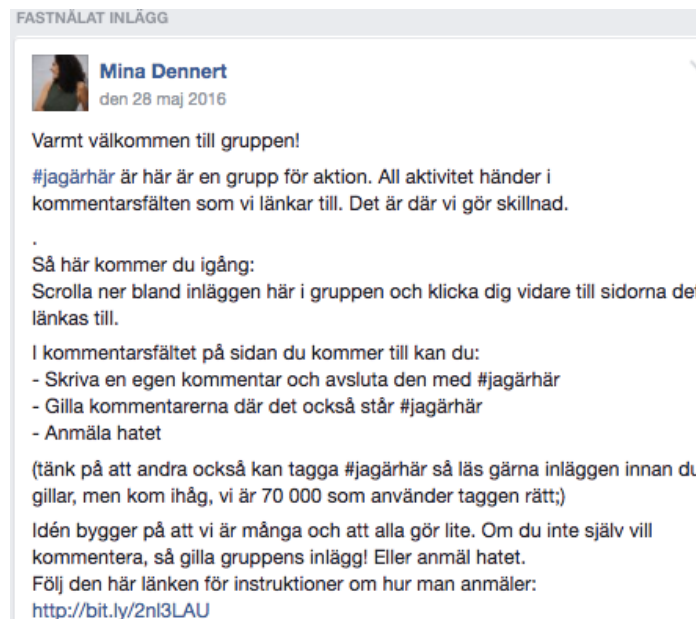 FASTNÅLAT INLÄGG
Mina Dennert
den 28 maj 2016
Varmt välkommen till gruppen!
#jagärhär är här är en grupp för aktion. All aktivitet händer i
kommentarsfälten som vi länkar till. Det är där vi gör skillnad.
.
Så här kommer du igång:
Scrolla ner bland inläggen här i gruppen och klicka dig vidare till sidorna det
länkas till.
I kommentarsfältet på sidan du kommer till kan du:
- Skriva en egen kommentar och avsluta den med #jagärhär
- Gilla kommentarerna där det också står #jagärhär
- Anmäla hatet
(tänk på att andra också kan tagga #jagärhär så läs gärna inläggen innan du
gillar, men kom ihåg, vi är 70 000 som använder taggen rätt;)
Idén bygger på att vi är många och att alla gör lite. Om du inte själv vill
kommentera, så gilla gruppens inlägg! Eller anmäl hatet.
Följ den här länken för instruktioner om hur man anmäler:
http://bit.ly/2nl3LAU